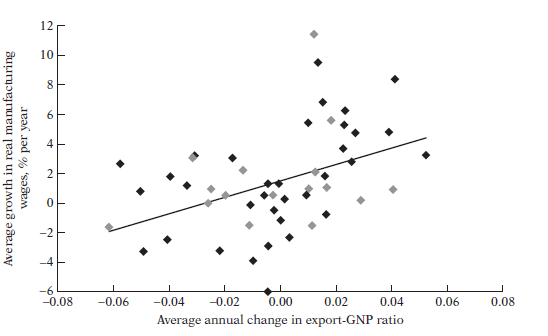 Average growth in real manufacturing
wages, % per year
12
10
8
6
4
2
0
−2
−4
−6
−0.08 −0.06 −0.04 −0.02 0.00 0.02 0.04 0.06 0.08
Average annual change in export-GNP ratio